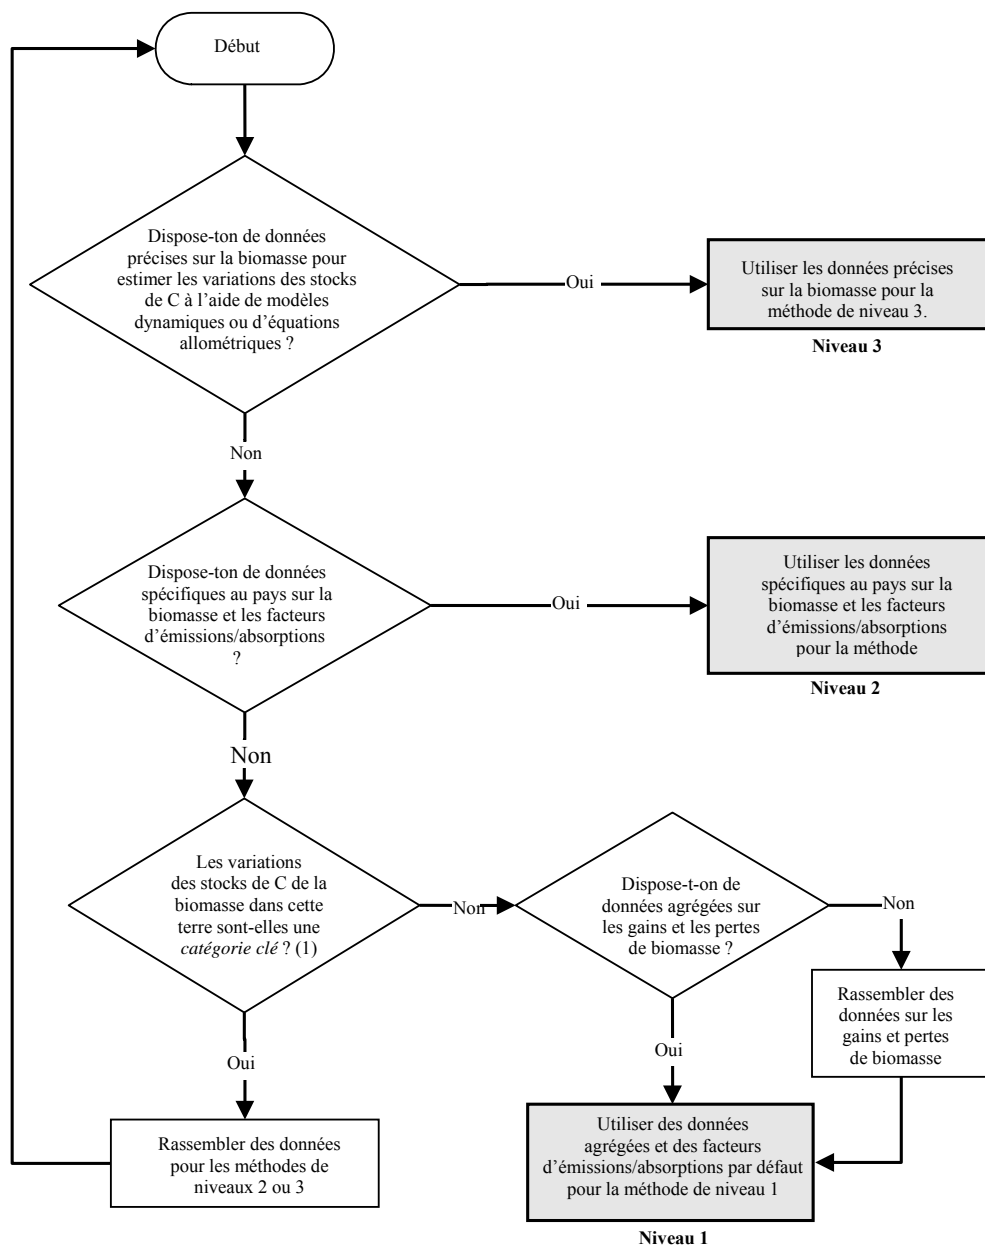 Début
Dispose-ton de données
précises sur la biomasse pour
estimer les variations des stocks
de C à l’aide de modèles
dynamiques ou d’équations
allométriques ?
Oui
Utiliser les données précises
sur la biomasse pour la
méthode de niveau 3.
Niveau 3
Non
Dispose-ton de données
spécifiques au pays sur la
biomasse et les facteurs
d’émissions/absorptions
?
Oui
Utiliser les données
spécifiques au pays sur la
biomasse et les facteurs
d’émissions/absorptions
pour la méthode
Niveau 2
Non
Les variations
des stocks de C de la
biomasse dans cette
terre sont-elles une
catégorie clé ? (1)
Non
Dispose-t-on de
données agrégées sur
les gains et les pertes
de biomasse ?
Non
Rassembler des
données sur les
gains et pertes
de biomasse
Oui
Oui
Rassembler des données
pour les méthodes de
niveaux 2 ou 3
Utiliser des données
agrégées et des facteurs
d’émissions/absorptions par défaut
pour la méthode de niveau 1
Niveau 1